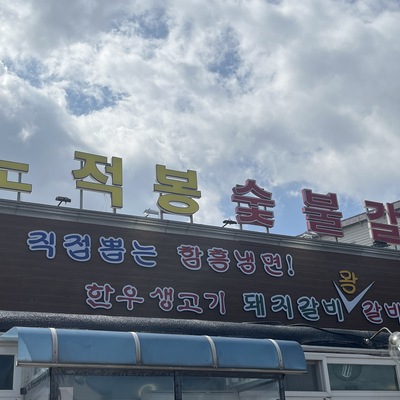 노적봉 숯불갈
직접뽑는 함흥냉면!
한우 생고기 돼지갈비 왕갈비